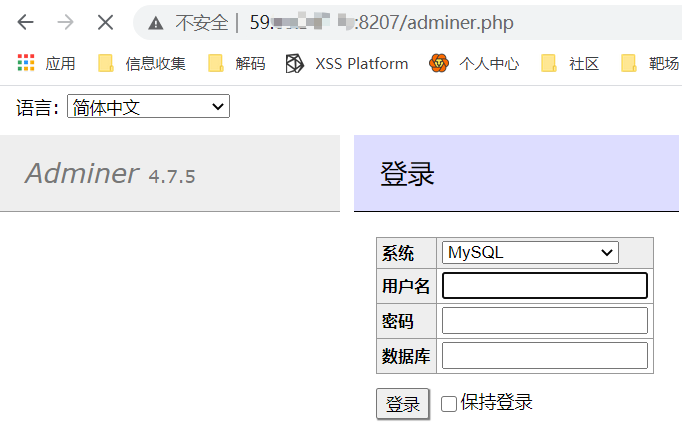 不安全 | 59. :8207/adminer.php
应用 信息收集 解码 XSS Platform 个人中心 社区 靶场
语言: 简体中文
Adminer 4.7.5
登录
系统 MySQL
用户名
密码
数据库
登录 保持登录